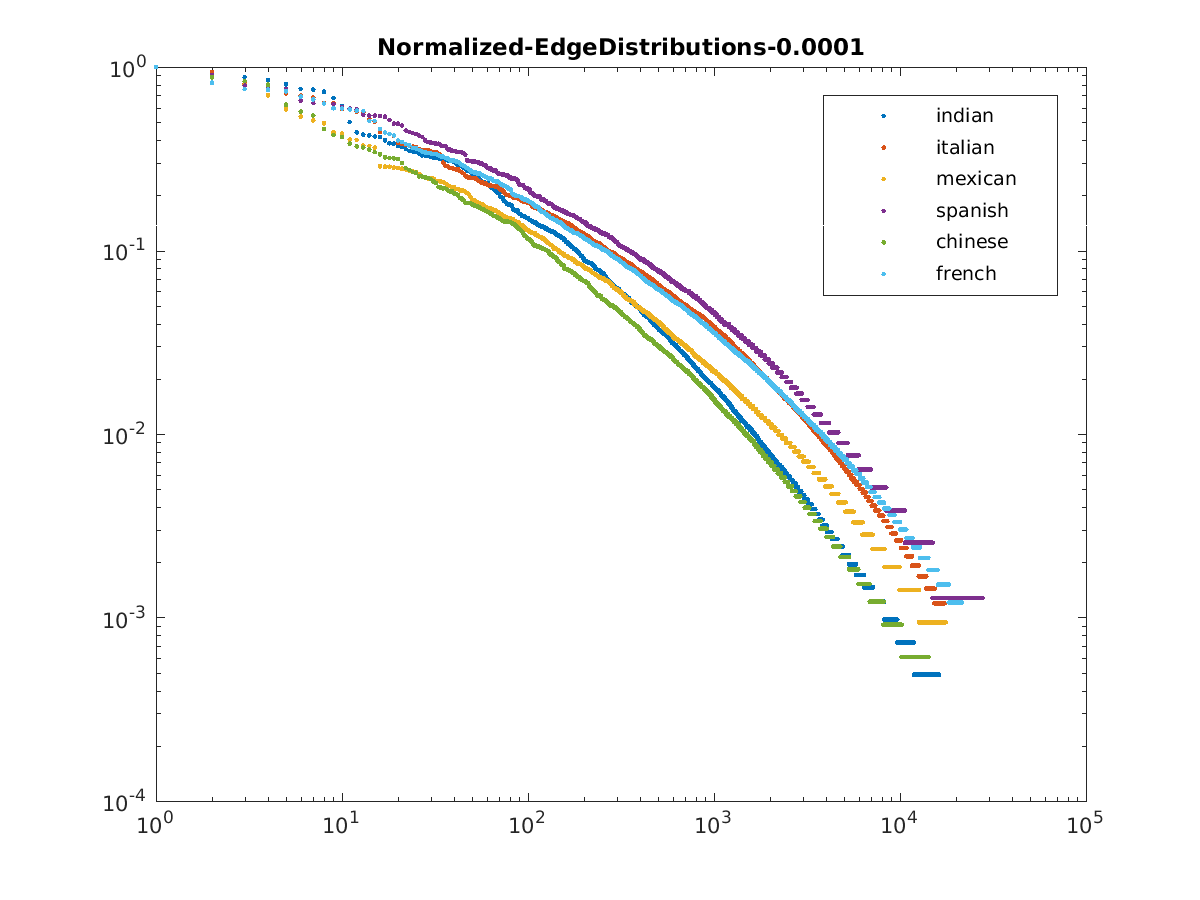 Normalized-EdgeDistributions-0.0001
10^0
10^-1
10^-2
10^-3
10^-4
10^0 10^1 10^2 10^3 10^4 10^5
indian
italian
mexican
spanish
chinese
french